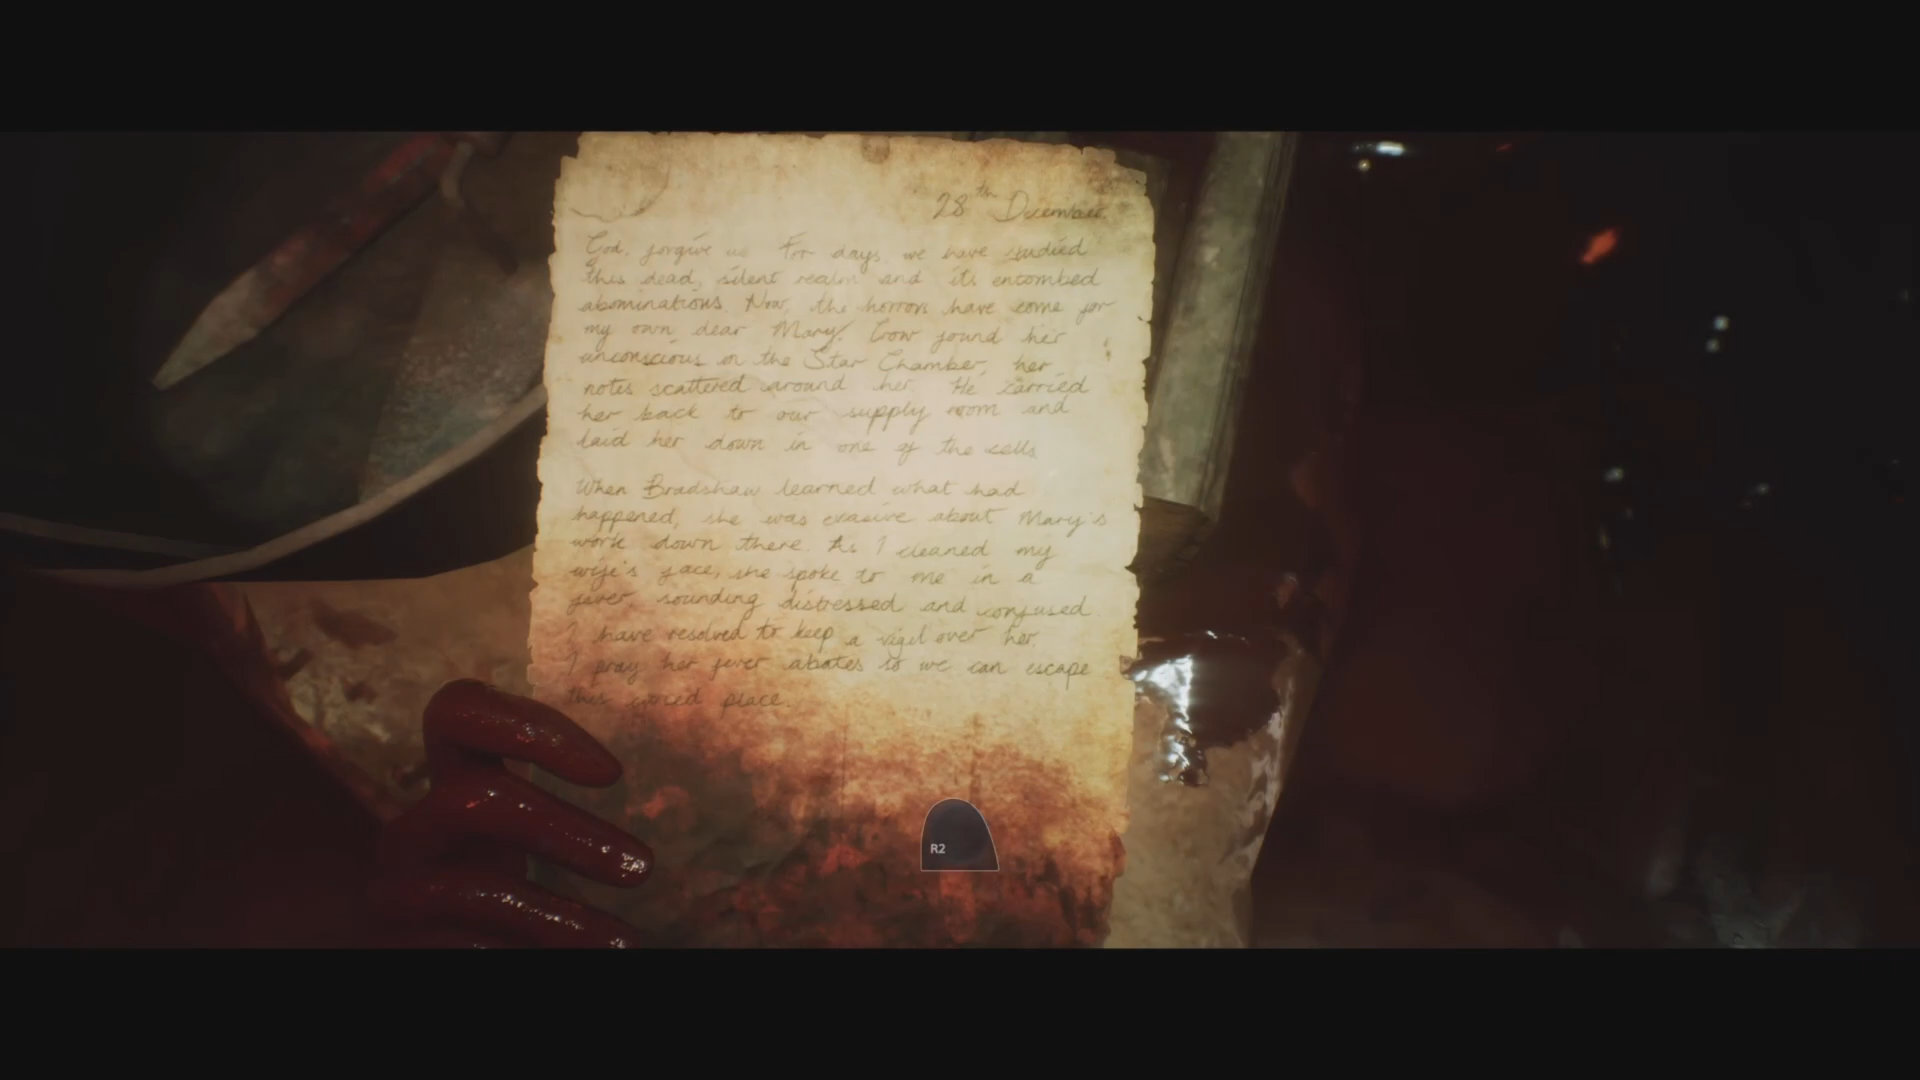 28th December.
God, forgive us. For days, we have studied
this dead, silent realm and its entombed
abominations. Now, the horrors have come for
my own dear Mary. Crow found her
unconscious in the Star Chamber, her
notes scattered around her. He carried
her back to our supply room and
laid her down in one of the cells.
When Bradshaw learned what had
happened, she was evasive about Mary's
work down there. As I cleaned my
wife's face, she spoke to me in a
fever, sounding distressed and confused.
I have resolved to keep a vigil over her.
I pray her fever abates so we can escape
this place.
R2